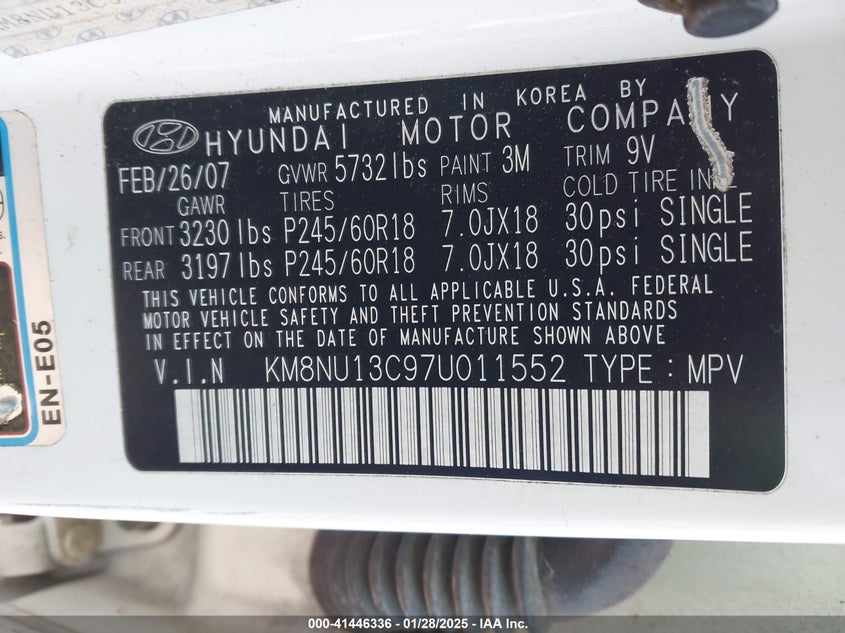 MANUFACTURED IN KOREA BY
HYUNDAI MOTOR COMPANY
FEB/26/07 GVWR 5732lbs PAINT 3M TRIM 9V
GAWR TIRES RIMS COLD TIRE
FRONT 3230lbs P245/60R18 7.0JX18 30psi SINGLE
REAR 3197lbs P245/60R18 7.0JX18 30psi SINGLE
THIS VEHICLE CONFORMS TO ALL APPLICABLE U.S.A. FEDERAL
MOTOR VEHICLE SAFETY AND THEFT PREVENTION STANDARDS
IN EFFECT ON THE DATE OF MANUFACTURE SHOWN ABOVE
V.I.N KM8NU13C97U011552 TYPE : MPV
EN-E05
000-41446336 - 01/28/2025 - IAA Inc.